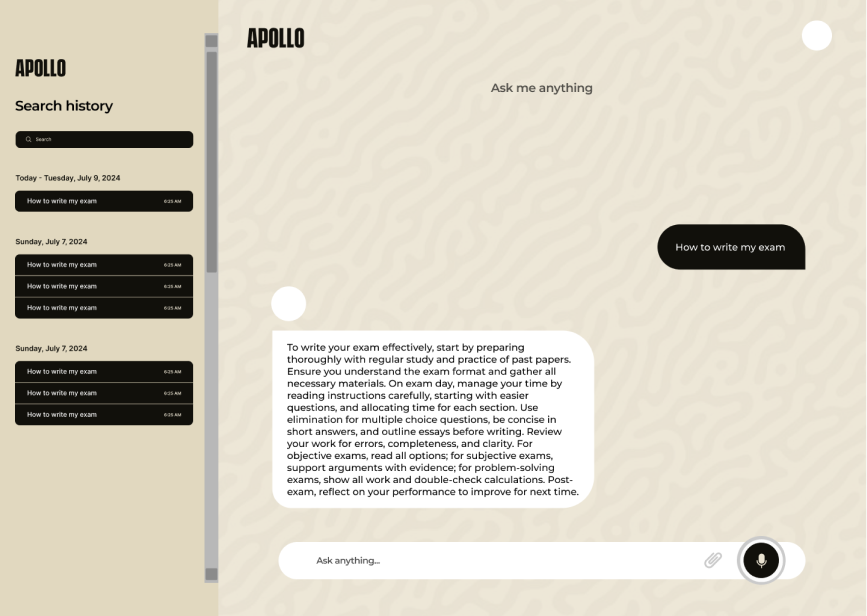 APOLLO
Search history
Search
Today - Tuesday, July 9, 2024
How to write my exam 6:25 AM
Sunday, July 7, 2024
How to write my exam 6:25 AM
How to write my exam 6:25 AM
How to write my exam 6:25 AM
Sunday, July 7, 2024
How to write my exam 6:25 AM
How to write my exam 6:25 AM
How to write my exam 6:25 AM
APOLLO
Ask me anything
How to write my exam
To write your exam effectively, start by preparing
thoroughly with regular study and practice of past papers.
Ensure you understand the exam format and gather all
necessary materials. On exam day, manage your time by
reading instructions carefully, starting with easier
questions, and allocating time for each section. Use
elimination for multiple choice questions, be concise in
short answers, and outline essays before writing. Review
your work for errors, completeness, and clarity. For
objective exams, read all options; for subjective exams,
support arguments with evidence; for problem-solving
exams, show all work and double-check calculations. Post-
exam, reflect on your performance to improve for next time.
Ask anything...